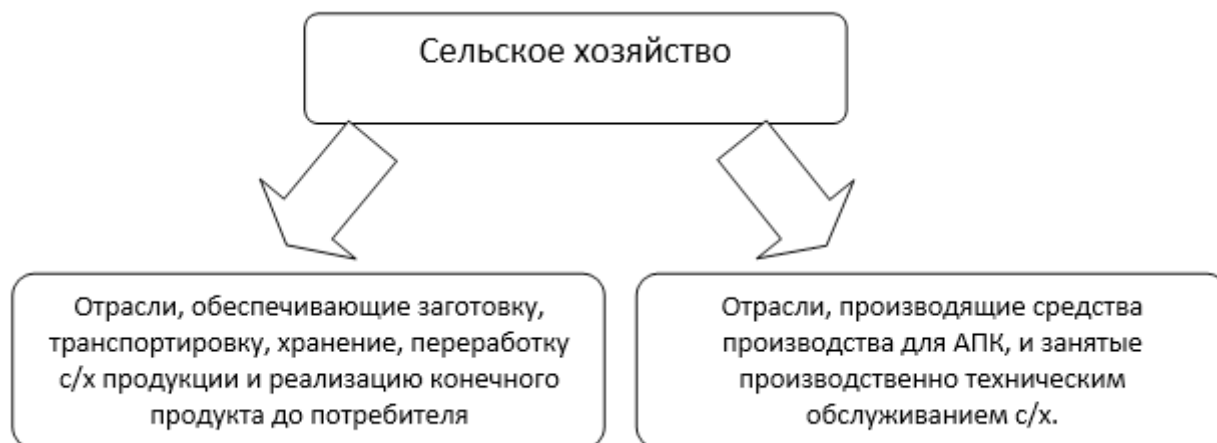 Сельское хозяйство
Отрасли, обеспечивающие заготовку,
транспортировку, хранение, переработку
с/х продукции и реализацию конечного
продукта до потребителя
Отрасли, производящие средства
производства для АПК, и занятые
производственно техническим
обслуживанием с/х.